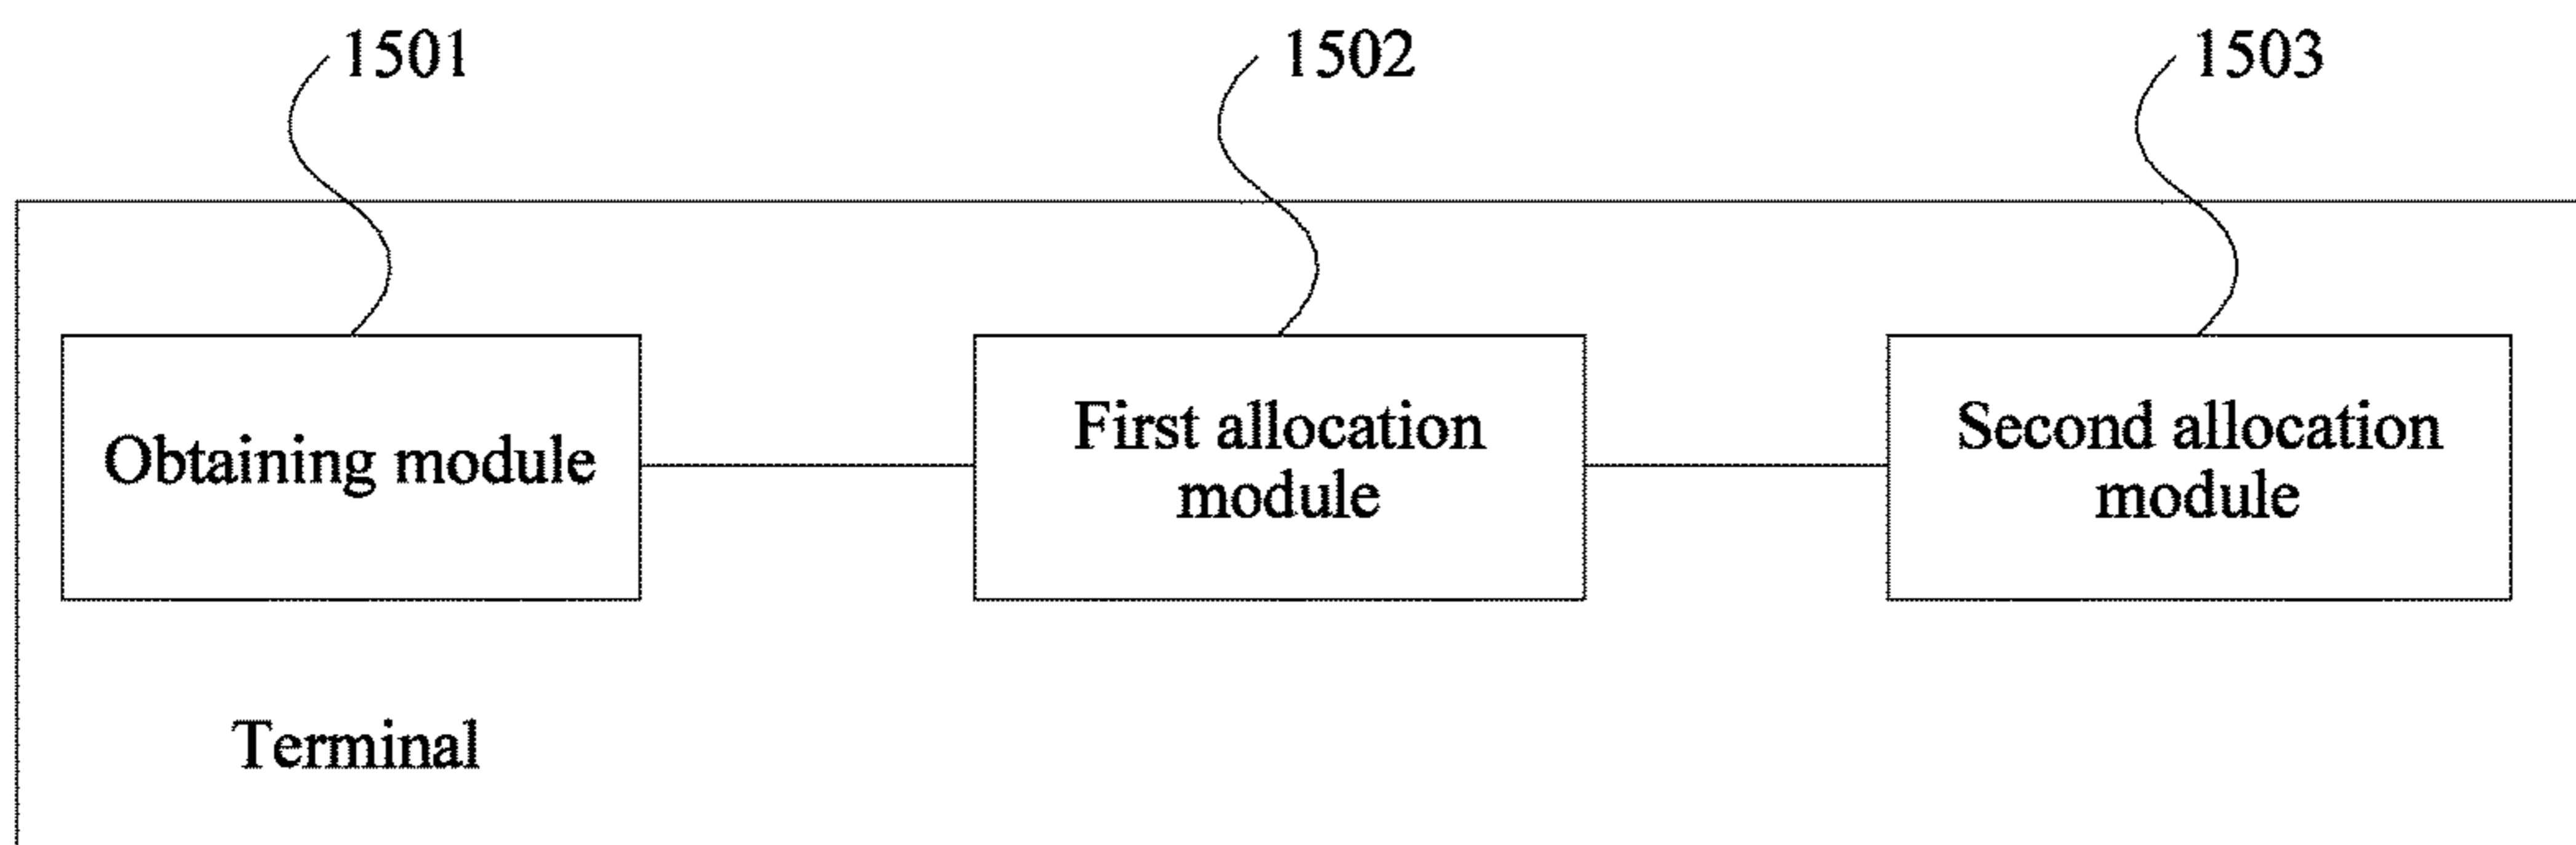 1501
1502
1503
Obtaining module
First allocation
module
Second allocation
module
Terminal